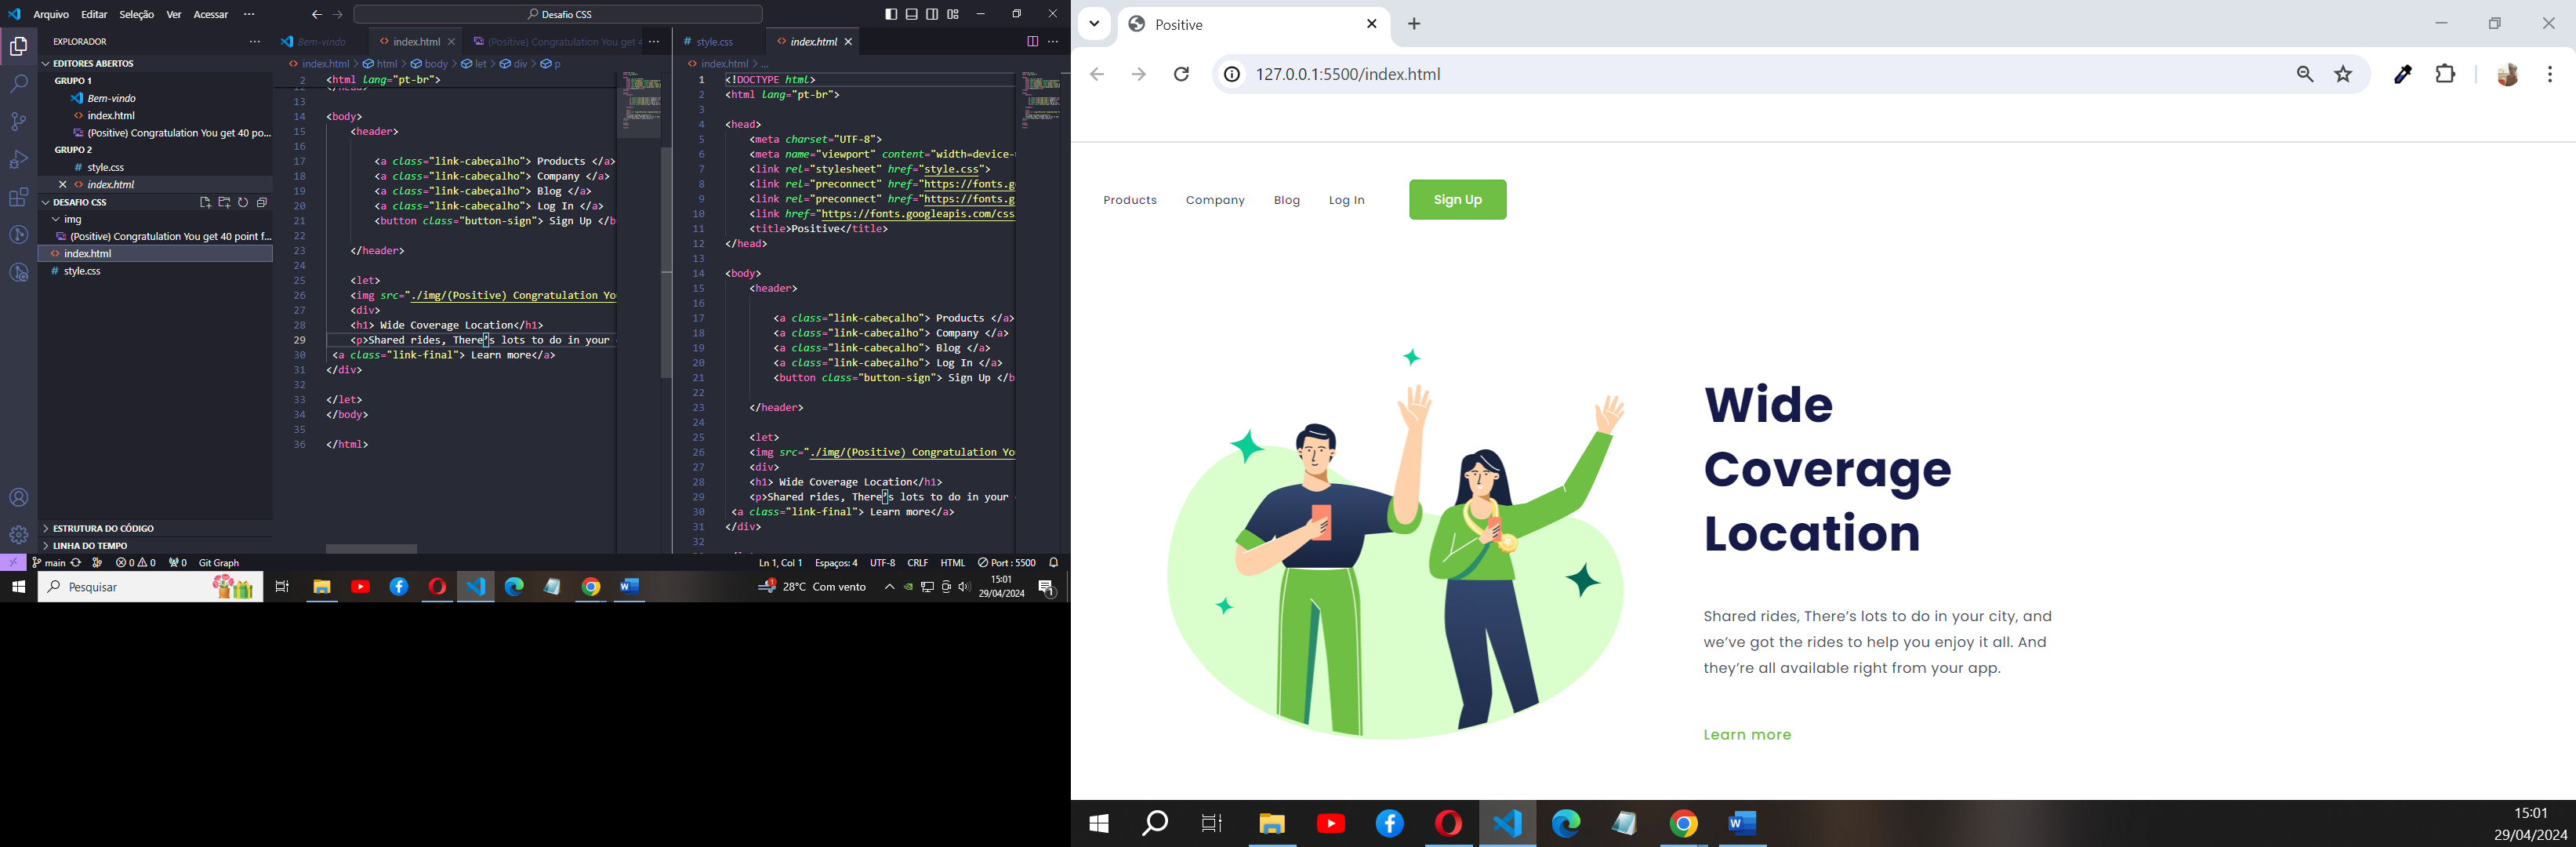 Arquivo Editar Seleção Ver Acessar ... Desafio CSS
EXPLORADOR
EDITORES ABERTOS
GRUPO 1
Bem-vindo
index.html
(Positive) Congratulation You get 40 po...
GRUPO 2
style.css
index.html
DESAFIO CSS
img
(Positive) Congratulation You get 40 point f...
index.html
style.css
ESTRUTURA DO CÓDIGO
LINHA DO TEMPO
Bem-vindo index.html (Positive) Congratulation You get 4
index.html > html > body > let > div > p
2 <html lang="pt-br">
12 </head>
13
14 <body>
15 <header>
16
17 <a class="link-cabeçalho"> Products </a>
18 <a class="link-cabeçalho"> Company </a>
19 <a class="link-cabeçalho"> Blog </a>
20 <a class="link-cabeçalho"> Log In </a>
21 <button class="button-sign"> Sign Up </b
22
23 </header>
24
25 <let>
26 <img src="./img/(Positive) Congratulation Yo
27 <div>
28 <h1> Wide Coverage Location</h1>
29 <p>Shared rides, There’s lots to do in your
30 <a class="link-final"> Learn more</a>
31 </div>
32
33 </let>
34 </body>
35
36 </html>
style.css index.html
index.html > ...
1 <!DOCTYPE html>
2 <html lang="pt-br">
3
4 <head>
5 <meta charset="UTF-8">
6 <meta name="viewport" content="width=device-
7 <link rel="stylesheet" href="style.css">
8 <link rel="preconnect" href="https://fonts.go
9 <link rel="preconnect" href="https://fonts.g
10 <link href="https://fonts.googleapis.com/css
11 <title>Positive</title>
12 </head>
13
14 <body>
15 <header>
16
17 <a class="link-cabeçalho"> Products </a>
18 <a class="link-cabeçalho"> Company </a>
19 <a class="link-cabeçalho"> Blog </a>
20 <a class="link-cabeçalho"> Log In </a>
21 <button class="button-sign"> Sign Up </b
22
23 </header>
24
25 <let>
26 <img src="./img/(Positive) Congratulation Yo
27 <div>
28 <h1> Wide Coverage Location</h1>
29 <p>Shared rides, There’s lots to do in your
30 <a class="link-final"> Learn more</a>
31 </div>
32
main 0 0 0 Git Graph Ln 1, Col 1 Espaços: 4 UTF-8 CRLF HTML Port : 5500
Pesquisar 28°C Com vento 15:01
29/04/2024 1
Positive
127.0.0.1:5500/index.html
Products Company Blog Log In Sign Up
Wide
Coverage
Location
Shared rides, There’s lots to do in your city, and
we’ve got the rides to help you enjoy it all. And
they’re all available right from your app.
Learn more
15:01
29/04/2024